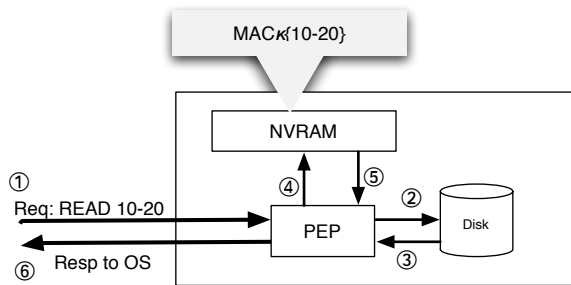 MACκ{10-20}
NVRAM
①
④
⑤
②
Req: READ 10-20
PEP
Disk
③
⑥
Resp to OS